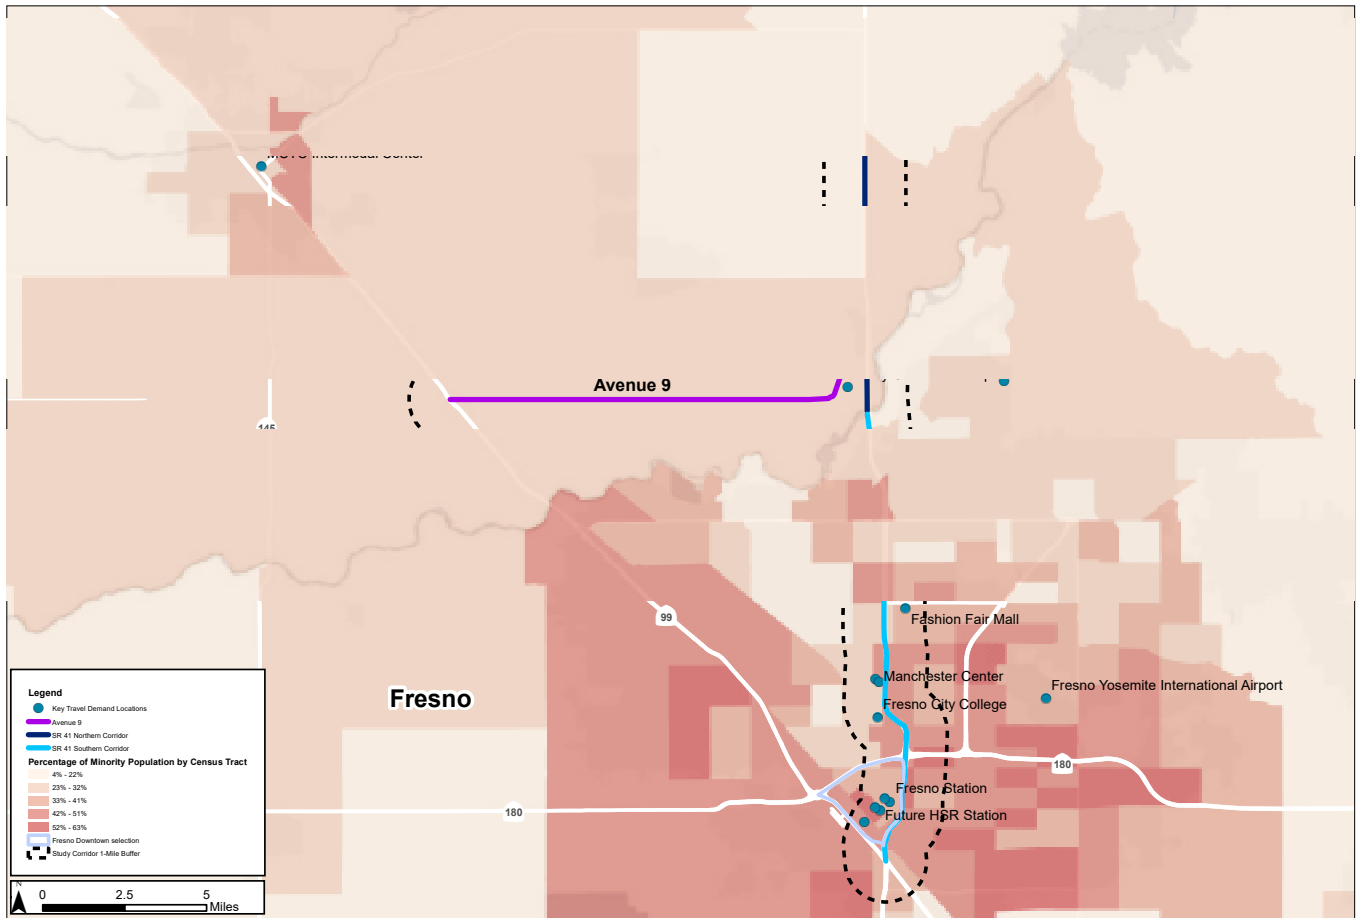 Avenue 9
99
Fashion Fair Mall
Manchester Center
Fresno Yosemite International Airport
Fresno
Fresno City College
180
Fresno Station
180
Future HSR Station
Legend
Key Travel Demand Locations
Avenue 9
SR 41 Northern Corridor
SR 41 Southern Corridor
Percentage of Minority Population by Census Tract
4% - 22%
23% - 32%
33% - 41%
42% - 51%
52% - 63%
Fresno Downtown selection
Study Corridor 1-Mile Buffer
N
0 2.5 5
Miles